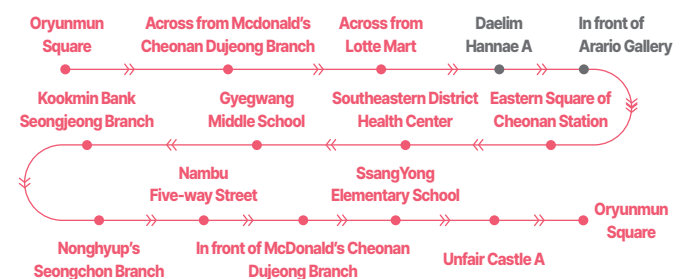 Oryunmun
Square
Across from Mcdonald's
Cheonan Dujeong Branch
Across from
Lotte Mart
Daelim
Hannae A
In front of
Arario Gallery
Kookmin Bank
Seongjeong Branch
Gyegwang
Middle School
Southeastern District
Health Center
Eastern Square of
Cheonan Station
Nambu
Five-way Street
SsangYong
Elementary School
Oryunmun
Square
Nonghyup's
Seongchon Branch
In front of McDonald's Cheonan
Dujeong Branch
Unfair Castle A